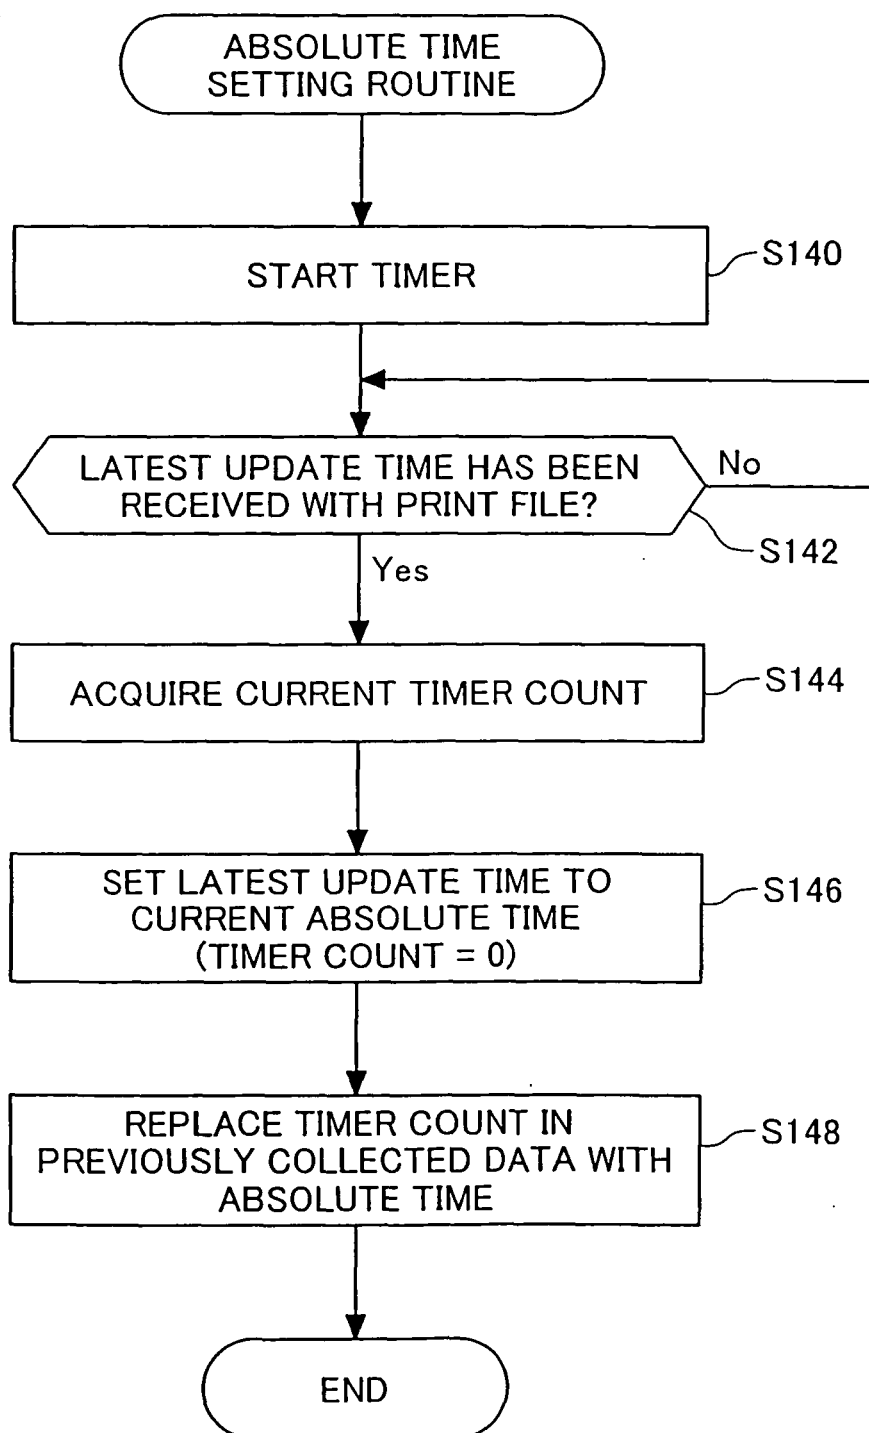 ABSOLUTE TIME
SETTING ROUTINE
START TIMER
S140
LATEST UPDATE TIME HAS BEEN
RECEIVED WITH PRINT FILE?
No
S142
Yes
ACQUIRE CURRENT TIMER COUNT
S144
SET LATEST UPDATE TIME TO
CURRENT ABSOLUTE TIME
(TIMER COUNT = 0)
S146
REPLACE TIMER COUNT IN
PREVIOUSLY COLLECTED DATA WITH
ABSOLUTE TIME
S148
END